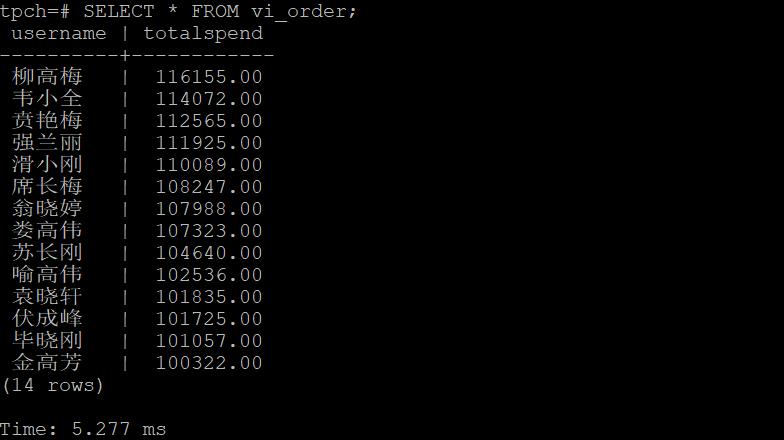 tpch=# SELECT * FROM vi_order;
 username | totalspend
----------+------------
 柳高梅   |  116155.00
 韦小全   |  114072.00
 贲艳梅   |  112565.00
 强兰丽   |  111925.00
 滑小刚   |  110089.00
 席长梅   |  108247.00
 翁晓婷   |  107988.00
 娄高伟   |  107323.00
 苏长刚   |  104640.00
 喻高伟   |  102536.00
 袁晓轩   |  101835.00
 伏成峰   |  101725.00
 毕晓刚   |  101057.00
 金高芳   |  100322.00
(14 rows)

Time: 5.277 ms